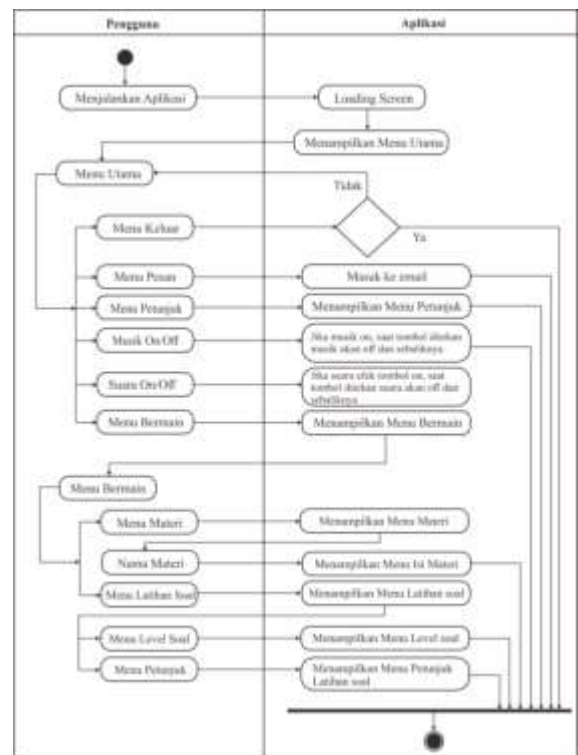 Pengguna
Aplikasi
Menjalankan Aplikasi
Loading Screen
Menampilkan Menu Utama
Menu Utama
Tidak
Menu Keluar
Ya
Menu Pesan
Masuk ke email
Menu Petunjuk
Menampilkan Menu Petunjuk
Musik On/Off
Jika musik on, saat tombol ditekan
musik akan off dan sebaliknya
Suara On/Off
Jika suara efek tombol on, saat
tombol ditekan suara akan off dan
sebaliknya
Menu Bermain
Menampilkan Menu Bermain
Menu Bermain
Menu Materi
Menampilkan Menu Materi
Nama Materi
Menampilkan Menu Isi Materi
Menu Latihan Soal
Menampilkan Menu Latihan soal
Menu Level Soal
Menampilkan Menu Level soal
Menu Petunjuk
Menampilkan Menu Petunjuk
Latihan soal